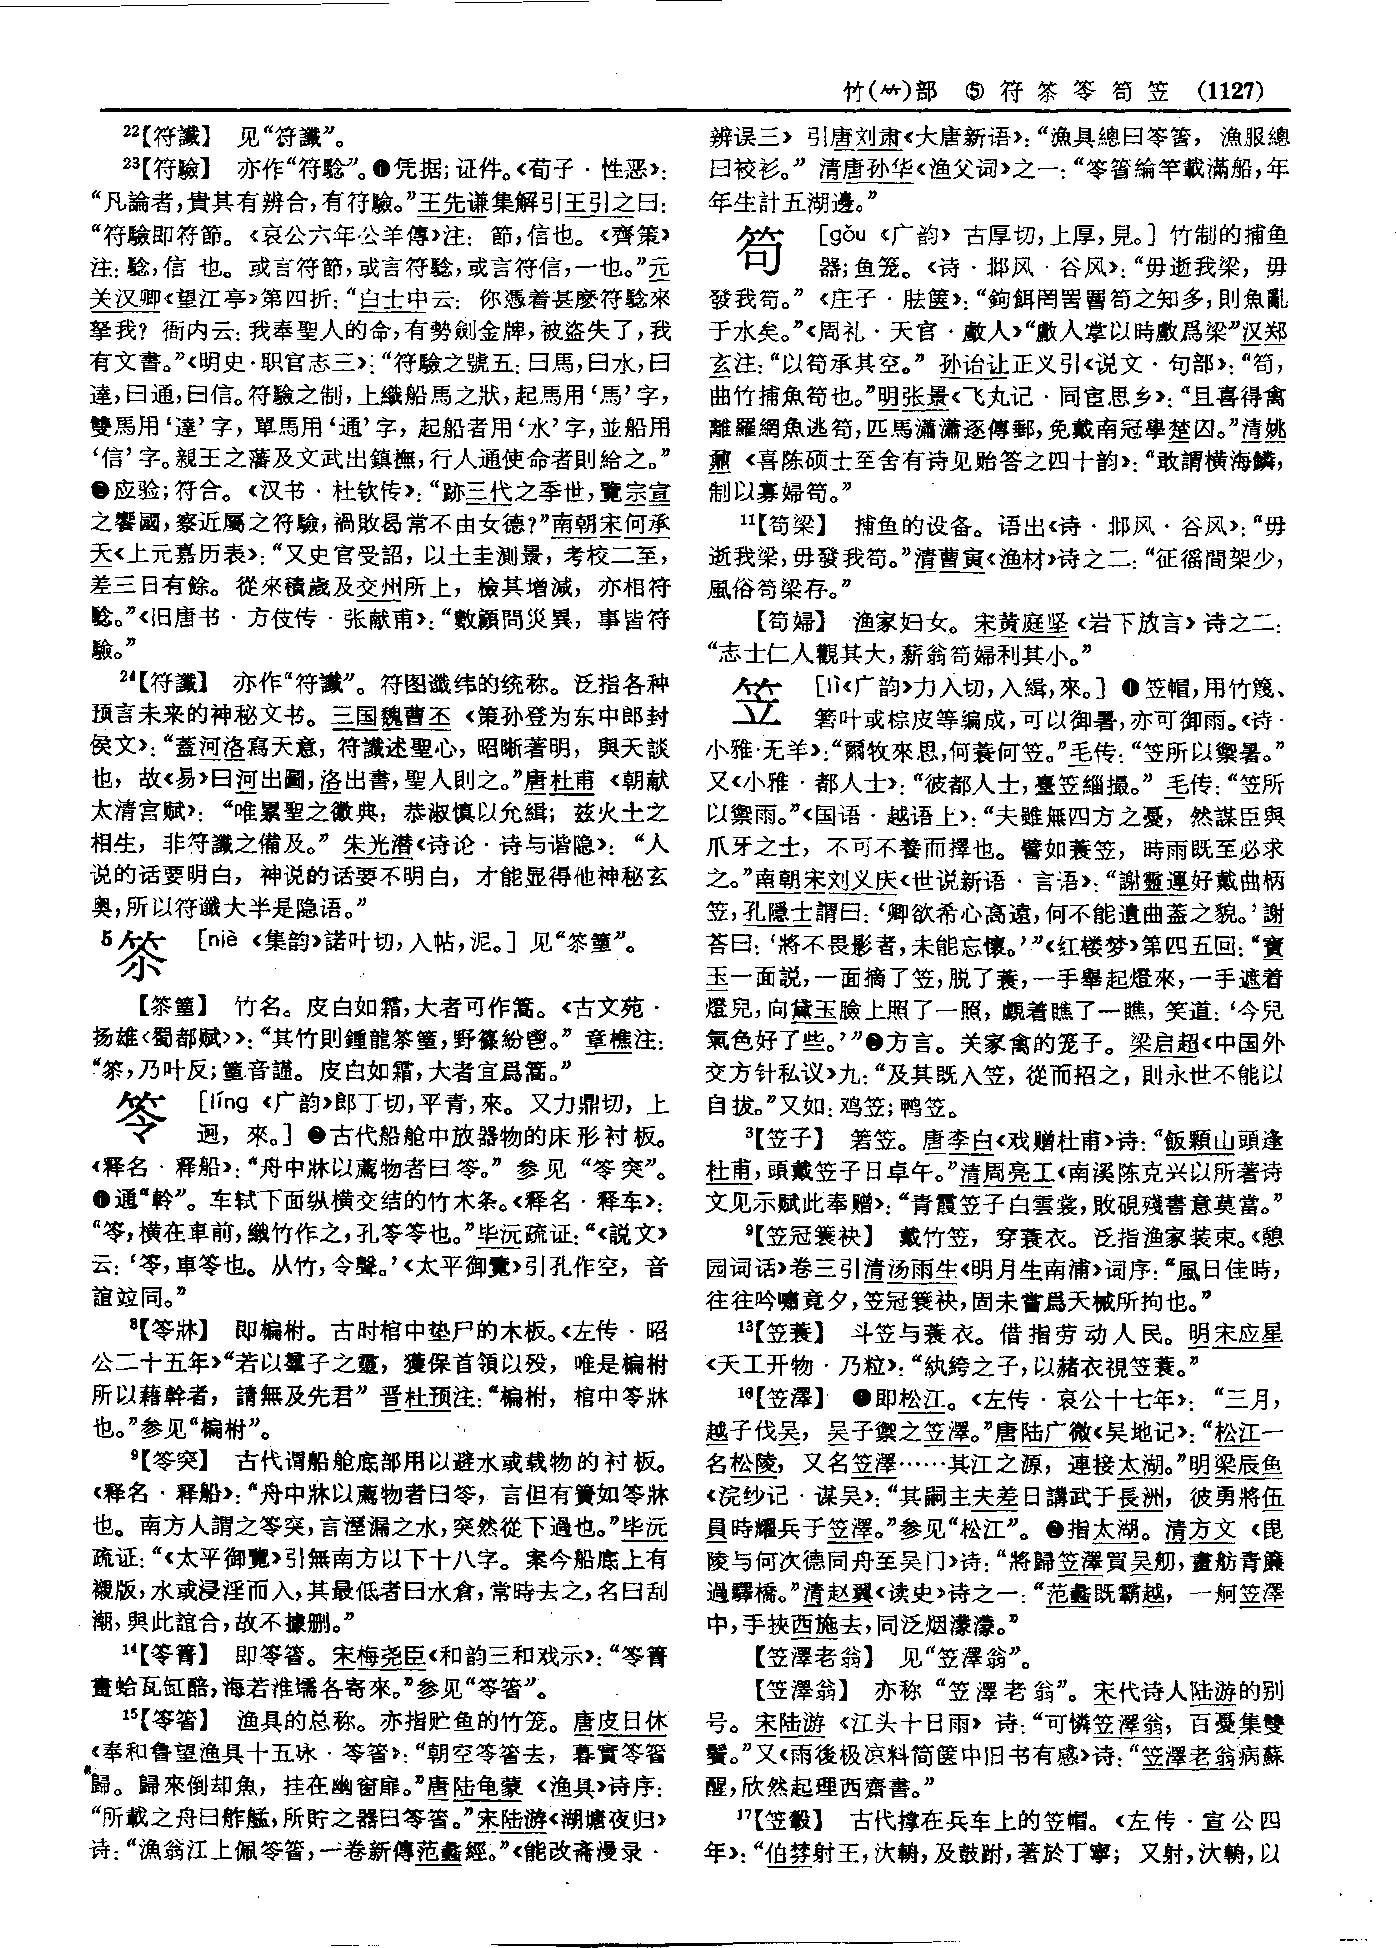 竹(⺮)部 ⑤ 符 笨 笭 笱 笠 (1127)
²²【符讖】 见“符讖”。
²³【符驗】 亦作“符騐”。❶凭据;证件。《荀子·性恶》:
“凡論者,貴其有辨合,有符驗。”王先谦集解引王引之曰:
“符驗即符節。《哀公六年公羊傳》注: 節,信也。《齊策》
注: 騐,信 也。 或言符節,或言符騐,或言符信,一也。”元
关汉卿《望江亭》第四折:“白士中云: 你憑着甚麽符騐來
拏我? 衙内云: 我奉聖人的命,有勢劍金牌,被盗失了,我
有文書。”《明史·职官志三》:“符驗之號五: 曰馬,曰水,曰
達,曰通,曰信。符驗之制,上織船馬之狀,起馬用‘馬’字,
雙馬用‘達’字,單馬用‘通’字,起船者用‘水’字,並船用
‘信’字。親王之藩及文武出鎮撫,行人通使命者則給之。”
❷应验;符合。《汉书·杜钦传》:“跡三代之季世,覽宗宣
之饗國,察近屬之符驗,禍敗曷常不由女德?”南朝宋何承
天《上元嘉历表》:“又史官受詔,以土圭測景,考校二至,
差三日有餘。從來積歲及交州所上,檢其增減,亦相符
騐。”《旧唐书·方伎传·张献甫》:“數顧問災異,事皆符
驗。”
²⁴【符讖】 亦作“符谶”。符图谶纬的统称。泛指各种
预言未来的神秘文书。三国魏曹丕《策孙登为东中郎封
侯文》:“蓋河洛寫天意,符讖述聖心,昭晰著明,與天談
也,故《易》曰河出圖,洛出書,聖人則之。”唐杜甫《朝献
太清宫赋》:“唯累聖之徽典,恭淑慎以允緝;兹火土之
相生,非符讖之備及。”朱光潜《诗论·诗与谐隐》:“人
说的话要明白,神说的话要不明白,才能显得他神秘玄
奥,所以符谶大半是隐语。”
⁵笨 [niè《集韵》諾叶切,入帖,泥。]见“笨篂”。
【笨篂】 竹名。皮白如霜,大者可作篙。《古文苑·
扬雄〈蜀都赋〉》:“其竹則鍾龍笨篂,野篠紛鬯。”章樵注:
“笨,乃叶反;篂音謹。皮白如霜,大者宜爲篙。”
笭 [líng《广韵》郎丁切,平青,來。又力鼎切,上
迥,來。]❷古代船舱中放器物的床形衬板。
《释名·释船》:“舟中牀以薦物者曰笭。”参见“笭突”。
❶通“軨”。车轼下面纵横交结的竹木条。《释名·释车》:
“笭,横在車前,織竹作之,孔笭笭也。”毕沅疏证:“《説文》
云:‘笭,車笭也。从竹,令聲。’《太平御覽》引孔作空,音
誼竝同。”
⁸【笭牀】 即楄柎。古时棺中垫尸的木板。《左传·昭
公二十五年》“若以羣子之靈,獲保首領以殁,唯是楄柎
所以藉幹者,請無及先君”晋杜预注:“楄柎,棺中笭牀
也。”参见“楄柎”。
⁹【笭突】 古代谓船舱底部用以避水或载物的衬板。
《释名·释船》:“舟中牀以薦物者曰笭,言但有簀如笭牀
也。南方人謂之笭突,言溼漏之水,突然從下過也。”毕沅
疏证:“《太平御覽》引無南方以下十八字。案今船底上有
襯版,水或浸淫而入,其最低者曰水倉,常時去之,名曰刮
潮,與此誼合,故不據删。”
¹⁴【笭箐】 即笭箵。宋梅尧臣《和韵三和戏示》:“笭箐
畫蛤瓦缸醅,海若淮壖各寄來。”参见“笭箵”。
¹⁵【笭箵】 渔具的总称。亦指贮鱼的竹笼。唐皮日休
《奉和鲁望渔具十五咏·笭箵》:“朝空笭箵去,暮實笭箵
歸。歸來倒却魚,挂在幽窗扉。”唐陆龟蒙《渔具》诗序:
“所載之舟曰舴艋,所貯之器曰笭箵。”宋陆游《湖塘夜归》
诗:“漁翁江上佩笭箵,一卷新傳范蠡經。”《能改斋漫录·
辨误三》引唐刘肃《大唐新语》:“漁具總曰笭箵,漁服總
曰袯衫。”清唐孙华《渔父词》之一:“笭箵編竿載滿船,年
年生計五湖邊。”
笱 [gǒu《广韵》古厚切,上厚,見。]竹制的捕鱼
器;鱼笼。《诗·邶风·谷风》:“毋逝我梁,毋
發我笱。”《庄子·胠箧》:“鉤餌罔罟罾笱之知多,則魚亂
于水矣。”《周礼·天官·㱃人》“㱃人掌以時㱃爲梁”汉郑
玄注:“以笱承其空。”孙诒让正义引《说文·句部》:“笱,
曲竹捕魚笱也。”明张景《飞丸记·同宦思乡》:“且喜得禽
離羅網魚逃笱,匹馬瀟瀟逐傳郵,免戴南冠學楚囚。”清姚
鼐《喜陈硕士至舍有诗见贻答之四十韵》:“敢謂横海鱗,
制以寡婦笱。”
¹¹【笱梁】 捕鱼的设备。语出《诗·邶风·谷风》:“毋
逝我梁,毋發我笱。”清曹寅《渔村》诗之二:“征徭間架少,
風俗笱梁存。”
【笱婦】 渔家妇女。宋黄庭坚《岩下放言》诗之二:
“志士仁人觀其大,薪翁笱婦利其小。”
笠 [lì《广韵》力入切,入緝,來。]❶笠帽,用竹篾、
箬叶或棕皮等编成,可以御暑,亦可御雨。《诗·
小雅·无羊》:“爾牧來思,何蓑何笠。”毛传:“笠所以禦暑。”
又《小雅·都人士》:“彼都人士,臺笠緇撮。”毛传:“笠所
以禦雨。”《国语·越语上》:“夫雖無四方之憂,然謀臣與
爪牙之士,不可不養而擇也。譬如蓑笠,時雨既至必求
之。”南朝宋刘义庆《世说新语·言语》:“謝靈運好戴曲柄
笠,孔隱士謂曰:‘卿欲希心高遠,何不能遺曲蓋之貌。’謝
荅曰:‘將不畏影者,未能忘懷。’”《红楼梦》第四五回:“寶
玉一面説,一面摘了笠,脱了蓑,一手舉起燈來,一手遮着
燈兒,向黛玉臉上照了一照,覷着瞧了一瞧,笑道:‘今兒
氣色好了些。’”❷方言。关家禽的笼子。梁启超《中国外
交方针私议》九:“及其既入笠,從而招之,則永世不能以
自拔。”又如:鸡笠;鸭笠。
³【笠子】 箬笠。唐李白《戏赠杜甫》诗:“飯顆山頭逢
杜甫,頭戴笠子日卓午。”清周亮工《南溪陈克兴以所著诗
文见示赋此奉赠》:“青霞笠子白雲裳,敗硯殘書意莫當。”
⁹【笠冠蓑袂】 戴竹笠,穿蓑衣。泛指渔家装束。《憩
园词话》卷三引清汤雨生《明月生南浦》词序:“風日佳時,
往往吟嘯竟夕,笠冠簑袂,固未嘗爲天械所拘也。”
¹³【笠蓑】 斗笠与蓑衣。借指劳动人民。明宋应星
《天工开物·乃粒》:“紈絝之子,以赭衣視笠蓑。”
¹⁶【笠澤】 ❶即松江。《左传·哀公十七年》:“三月,
越子伐吴,吴子禦之笠澤。”唐陆广微《吴地记》:“松江一
名松陵,又名笠澤……其江之源,連接太湖。”明梁辰鱼
《浣纱记·谋吴》:“其嗣主夫差日講武于長洲,彼勇將伍
員時耀兵于笠澤。”参见“松江”。❷指太湖。清方文《毘
陵与何次德同舟至吴门》诗:“將歸笠澤買吴舠,畫舫青簾
過驛橋。”清赵翼《读史》诗之一:“范蠡既霸越,一舸笠澤
中,手挾西施去,同泛烟濛濛。”
【笠澤老翁】 见“笠澤翁”。
【笠澤翁】 亦称“笠澤老翁”。宋代诗人陆游的别
号。宋陆游《江头十日雨》诗:“可憐笠澤翁,百憂集雙
鬢。”又《雨後极凉料简箧中旧书有感》诗:“笠澤老翁病蘇
醒,欣然起理西齋書。”
¹⁷【笠轂】 古代撑在兵车上的笠帽。《左传·宣公四
年》:“伯棼射王,汏輈,及鼓跗,著於丁寧;又射,汏輈,以